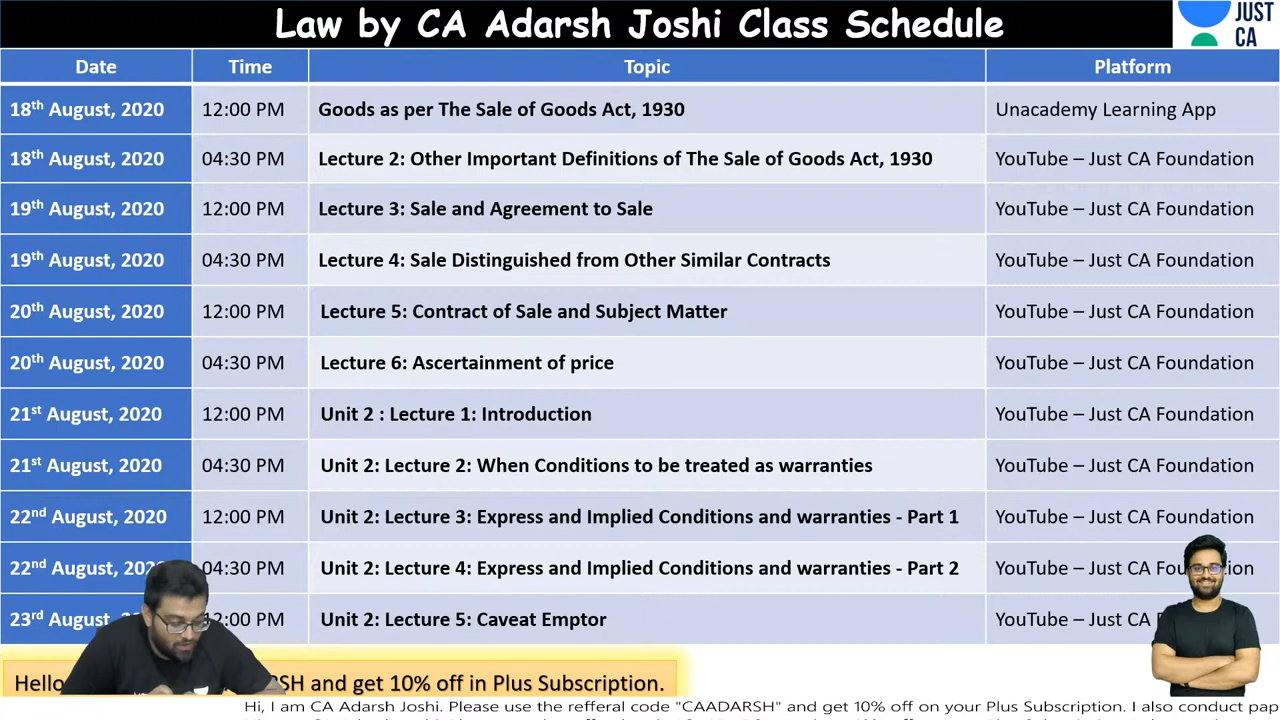 Law by CA Adarsh Joshi Class Schedule
JUST
CA
Date Time Topic Platform
18th August, 2020 12:00 PM Goods as per The Sale of Goods Act, 1930 Unacademy Learning App
18th August, 2020 04:30 PM Lecture 2: Other Important Definitions of The Sale of Goods Act, 1930 YouTube – Just CA Foundation
19th August, 2020 12:00 PM Lecture 3: Sale and Agreement to Sale YouTube – Just CA Foundation
19th August, 2020 04:30 PM Lecture 4: Sale Distinguished from Other Similar Contracts YouTube – Just CA Foundation
20th August, 2020 12:00 PM Lecture 5: Contract of Sale and Subject Matter YouTube – Just CA Foundation
20th August, 2020 04:30 PM Lecture 6: Ascertainment of price YouTube – Just CA Foundation
21st August, 2020 12:00 PM Unit 2 : Lecture 1: Introduction YouTube – Just CA Foundation
21st August, 2020 04:30 PM Unit 2: Lecture 2: When Conditions to be treated as warranties YouTube – Just CA Foundation
22nd August, 2020 12:00 PM Unit 2: Lecture 3: Express and Implied Conditions and warranties - Part 1 YouTube – Just CA Foundation
22nd August, 04:30 PM Unit 2: Lecture 4: Express and Implied Conditions and warranties - Part 2 YouTube – Just CA
23rd 12:00 PM Unit 2: Lecture 5: Caveat Emptor YouTube – Just CA
Hello and get 10% off in Plus Subscription.
Hi, I am CA Adarsh Joshi. Please use the refferal code "CAADARSH" and get 10% off on your Plus Subscription. I also conduct pap